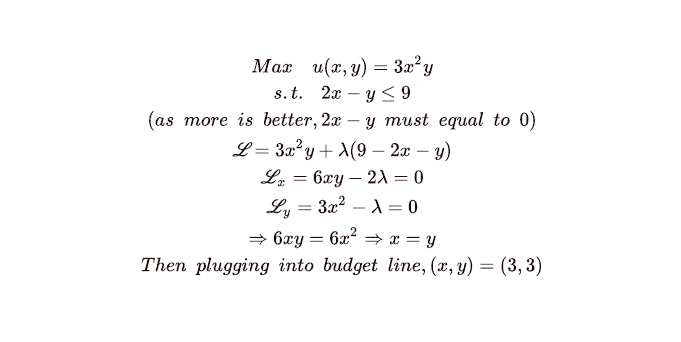 Max u(x, y) = 3x²y
s.t. 2x − y ≤ 9
(as more is better, 2x − y must equal to 0)
ℒ = 3x²y + λ(9 − 2x − y)
ℒₓ = 6xy − 2λ = 0
ℒ_y = 3x² − λ = 0
⇒ 6xy = 6x² ⇒ x = y
Then plugging into budget line, (x, y) = (3, 3)